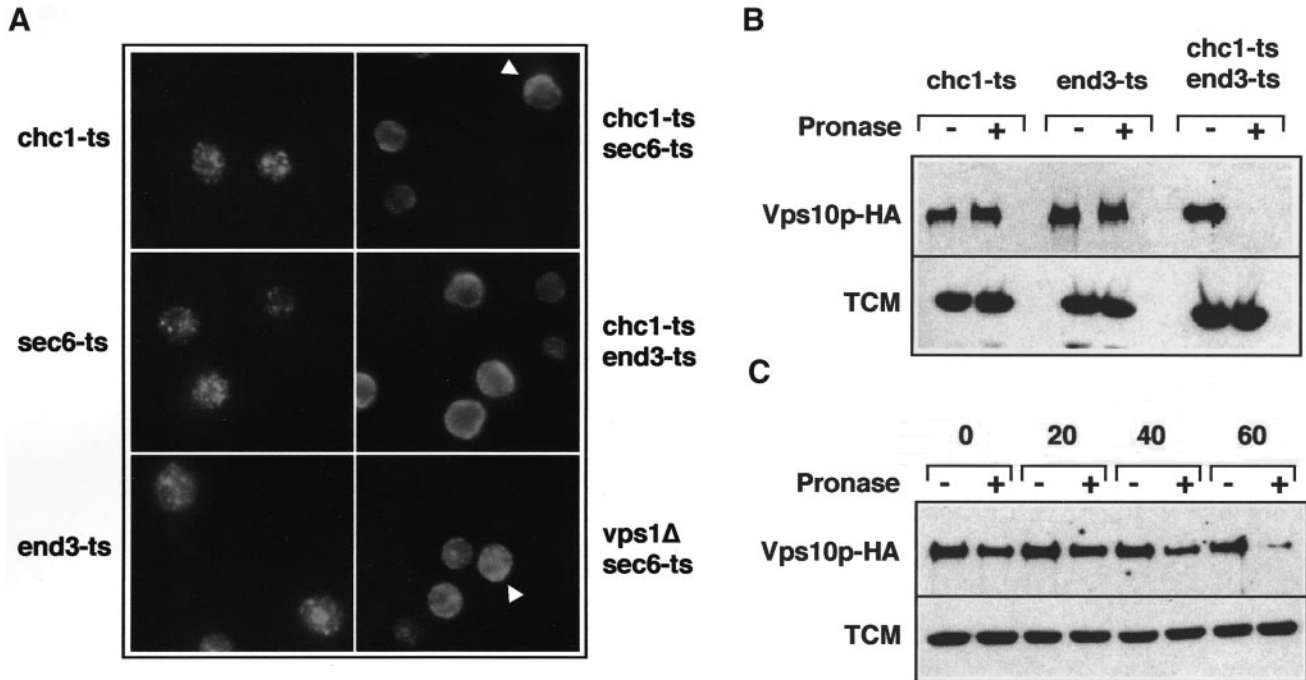 A
chc1-ts
sec6-ts
end3-ts
chc1-ts
sec6-ts
chc1-ts
end3-ts
vps1Δ
sec6-ts
B
chc1-ts end3-ts chc1-ts
end3-ts
Pronase - + - + - +
Vps10p-HA
TCM
C
0 20 40 60
Pronase - + - + - + - +
Vps10p-HA
TCM